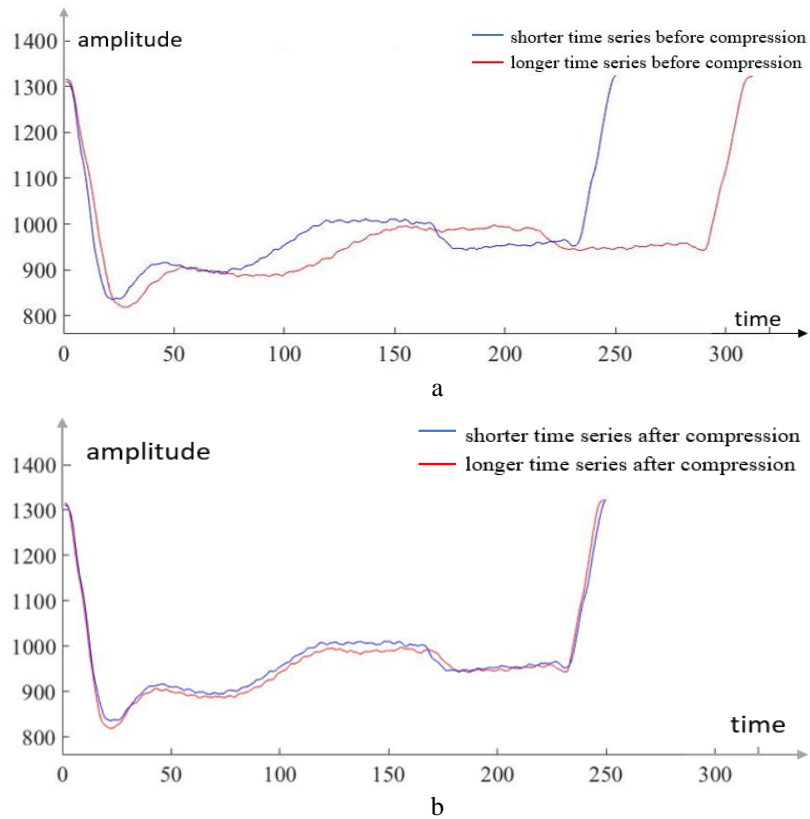 amplitude
shorter time series before compression
longer time series before compression
1400
1300
1200
1100
1000
900
800
time
0 50 100 150 200 250 300
a
amplitude
shorter time series after compression
longer time series after compression
1400
1300
1200
1100
1000
900
800
time
0 50 100 150 200 250 300
b